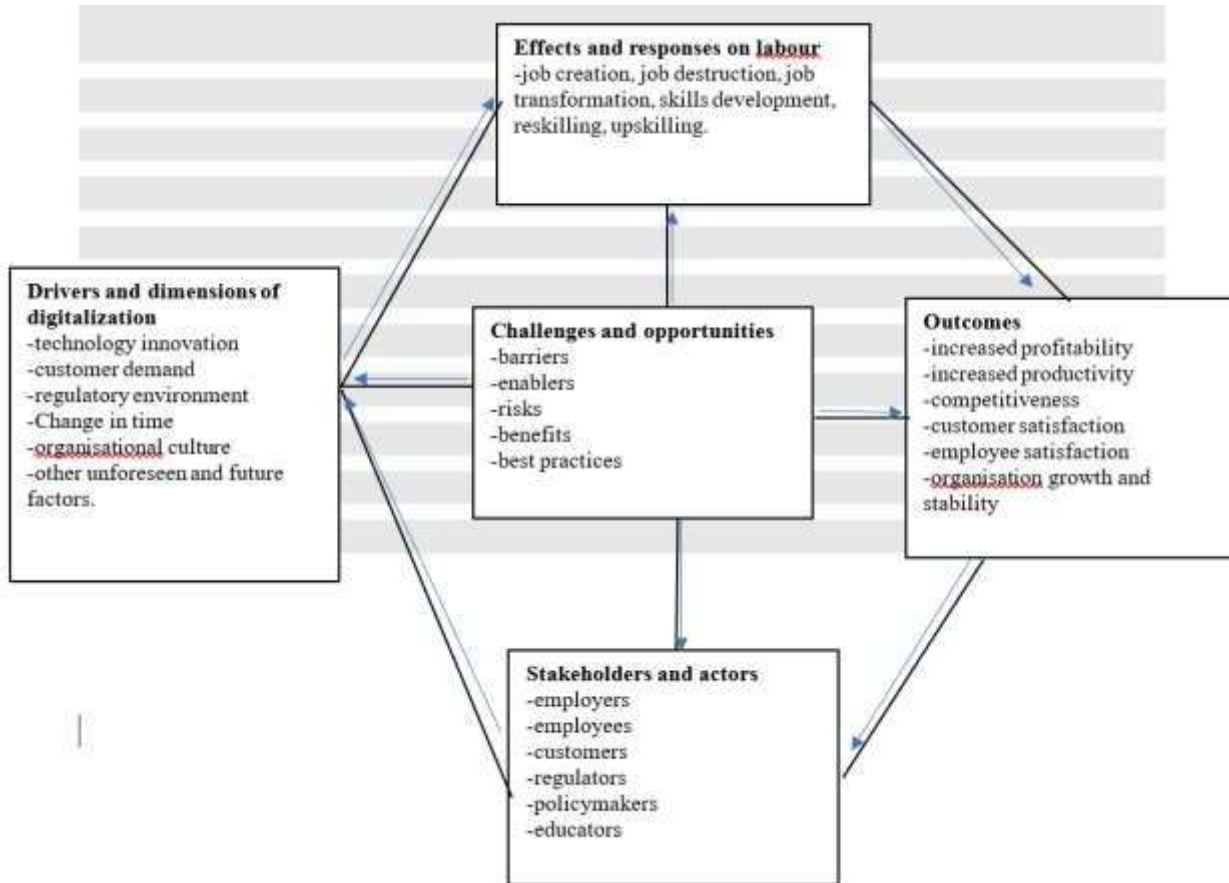 Effects and responses on labour
-job creation, job destruction, job
transformation, skills development,
reskilling, upskilling.
Drivers and dimensions of
digitalization
-technology innovation
-customer demand
-regulatory environment
-Change in time
-organisational culture
-other unforeseen and future
factors.
Challenges and opportunities
-barriers
-enablers
-risks
-benefits
-best practices
Outcomes
-increased profitability
-increased productivity
-competitiveness
-customer satisfaction
-employee satisfaction
-organisation growth and
stability
Stakeholders and actors
-employers
-employees
-customers
-regulators
-policymakers
-educators